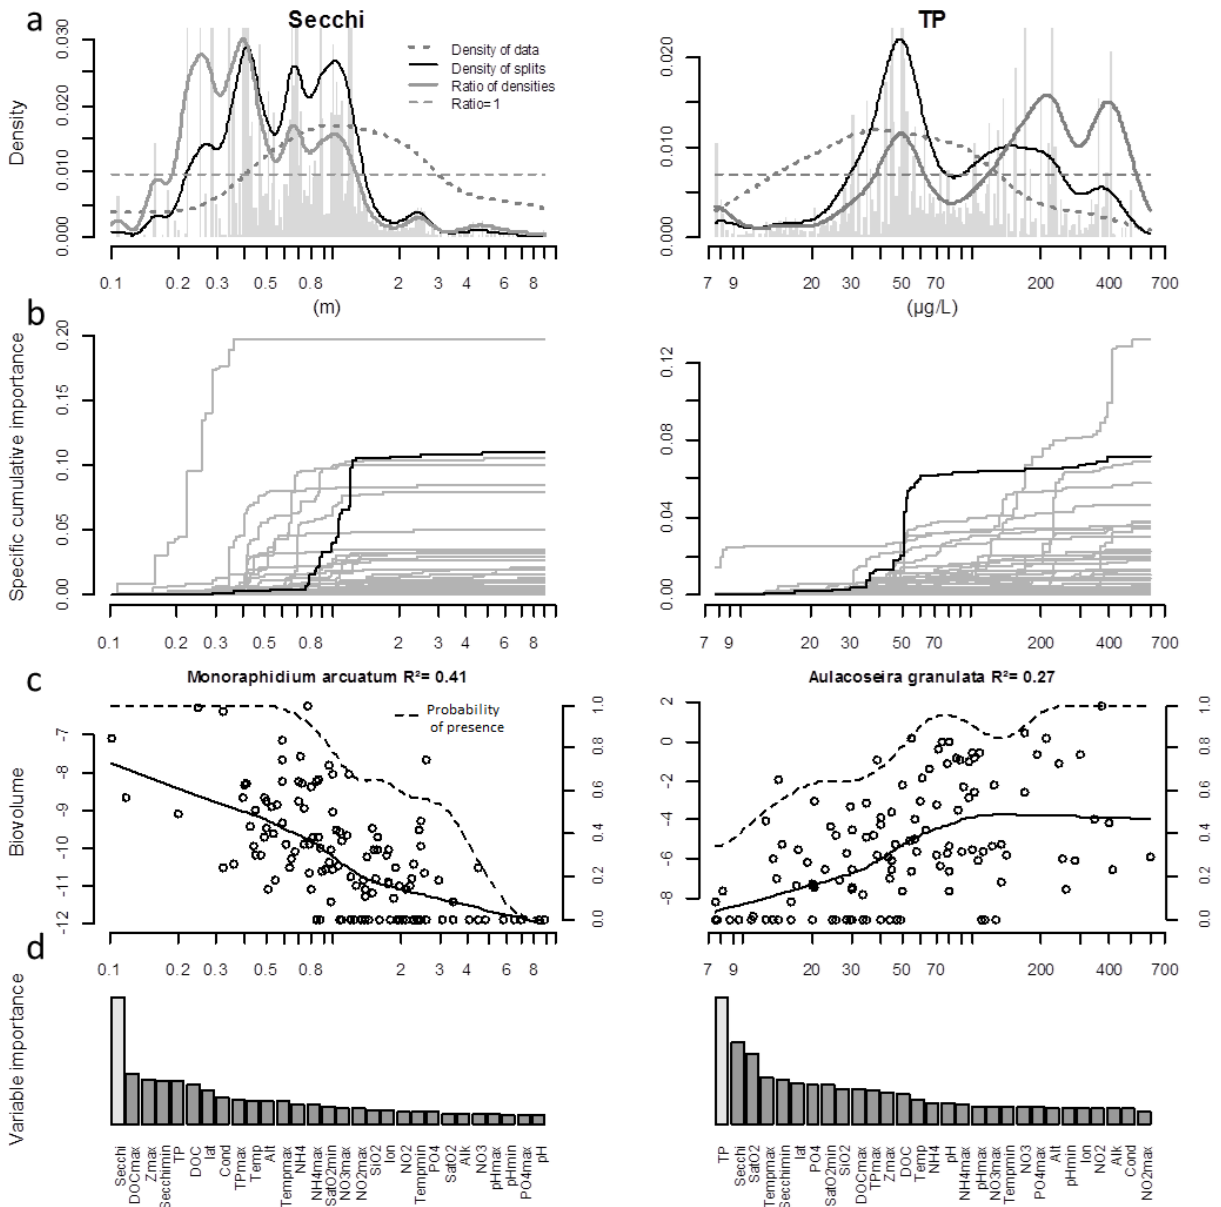 a
Secchi
TP
Density
0.030
0.020
0.010
0.000
Density of data
Density of splits
Ratio of densities
Ratio=1
0.1 0.2 0.3 0.5 0.8 2 3 4 6 8
(m)
0.020
0.010
0.000
7 9 20 30 50 70 200 400 700
(µg/L)
b
Specific cumulative importance
0.20
0.15
0.10
0.05
0.00
0.1 0.2 0.3 0.5 0.8 2 3 4 6 8
0.12
0.08
0.04
0.00
7 9 20 30 50 70 200 400 700
c
Monoraphidium arcuatum R²= 0.41
Aulacoseira granulata R²= 0.27
Biovolume
-7
-8
-9
-10
-11
-12
Probability
of presence
1.0
0.8
0.6
0.4
0.2
0.0
0.1 0.2 0.3 0.5 0.8 2 3 4 6 8
2
0
-2
-4
-6
-8
1.0
0.8
0.6
0.4
0.2
0.0
7 9 20 30 50 70 200 400 700
d
Variable importance
Secchi
DOCmax
Zmax
Secchimin
TP
DOC
lat
Cond
TPmax
Temp
Alt
Tempmax
NH4
NH4max
SatO2min
NO3max
NO2max
SiO2
Ion
NO2
Tempmin
PO4
SatO2
Alk
NO3
pHmax
pHmin
PO4max
pH
TP
Secchi
SatO2
Tempmax
Secchimin
lat
PO4
SatO2min
SiO2
DOCmax
TPmax
DOC
Temp
NH4
pH
NH4max
pHmax
NO3max
Tempmin
NO3
PO4max
Alt
pHmin
Ion
NO2
Alk
Cond
NO2max